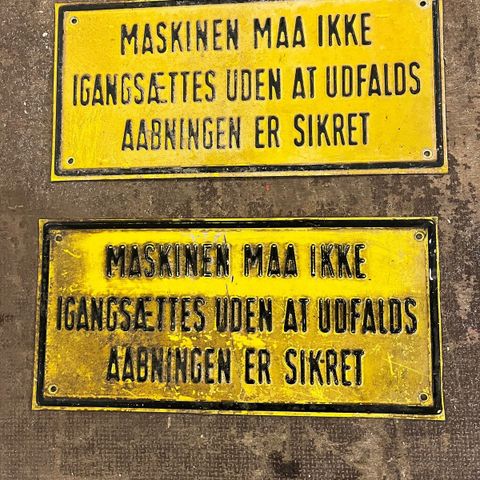 MASKINEN MAA IKKE
IGANGSÆTTES UDEN AT UDFALDS
AABNINGEN ER SIKRET
MASKINEN MAA IKKE
IGANGSÆTTES UDEN AT UDFALDS
AABNINGEN ER SIKRET